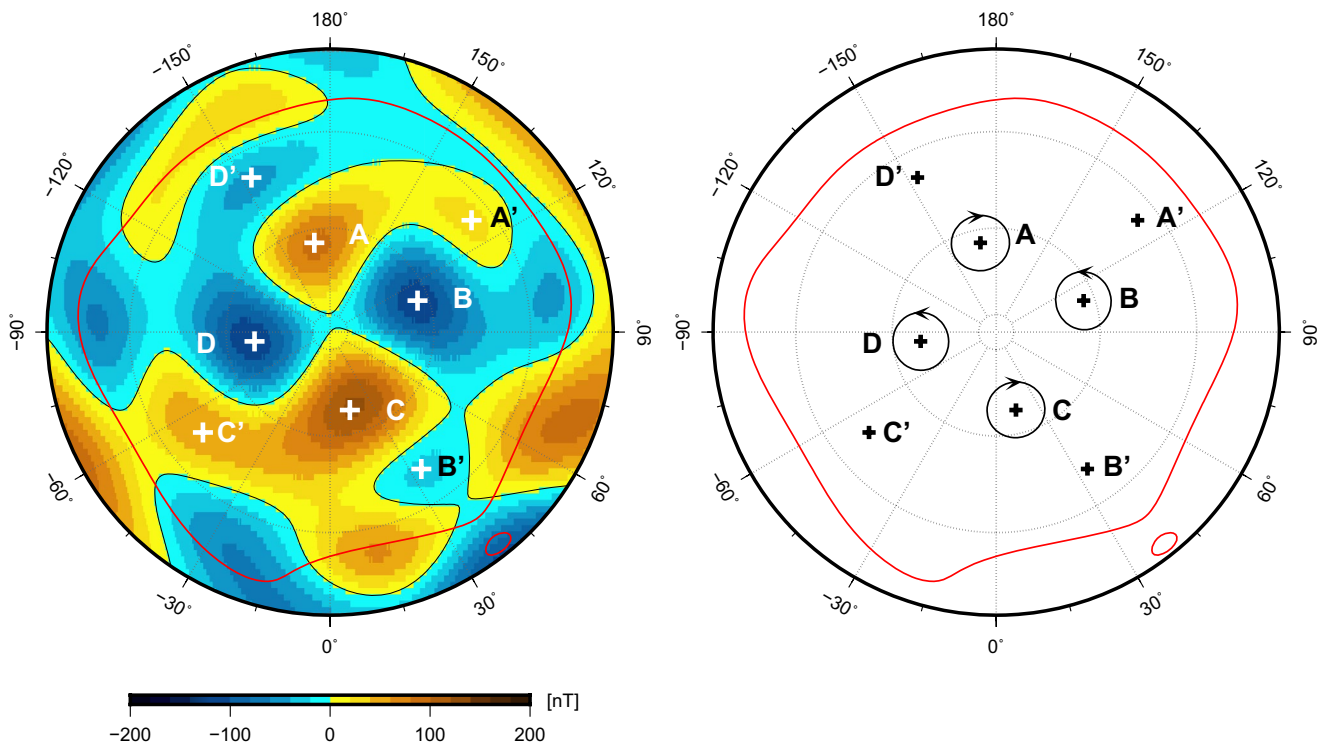 180° 180°
−150° 150° −150° 150°
−120° 120° −120° 120°
D’ A A’ D’ A A’
B B
−90° D 90° −90° D 90°
C C
C’ B’ C’ B’
−60° 60° −60° 60°
−30° 30° −30° 30°
0° 0°
[nT]
−200 −100 0 100 200